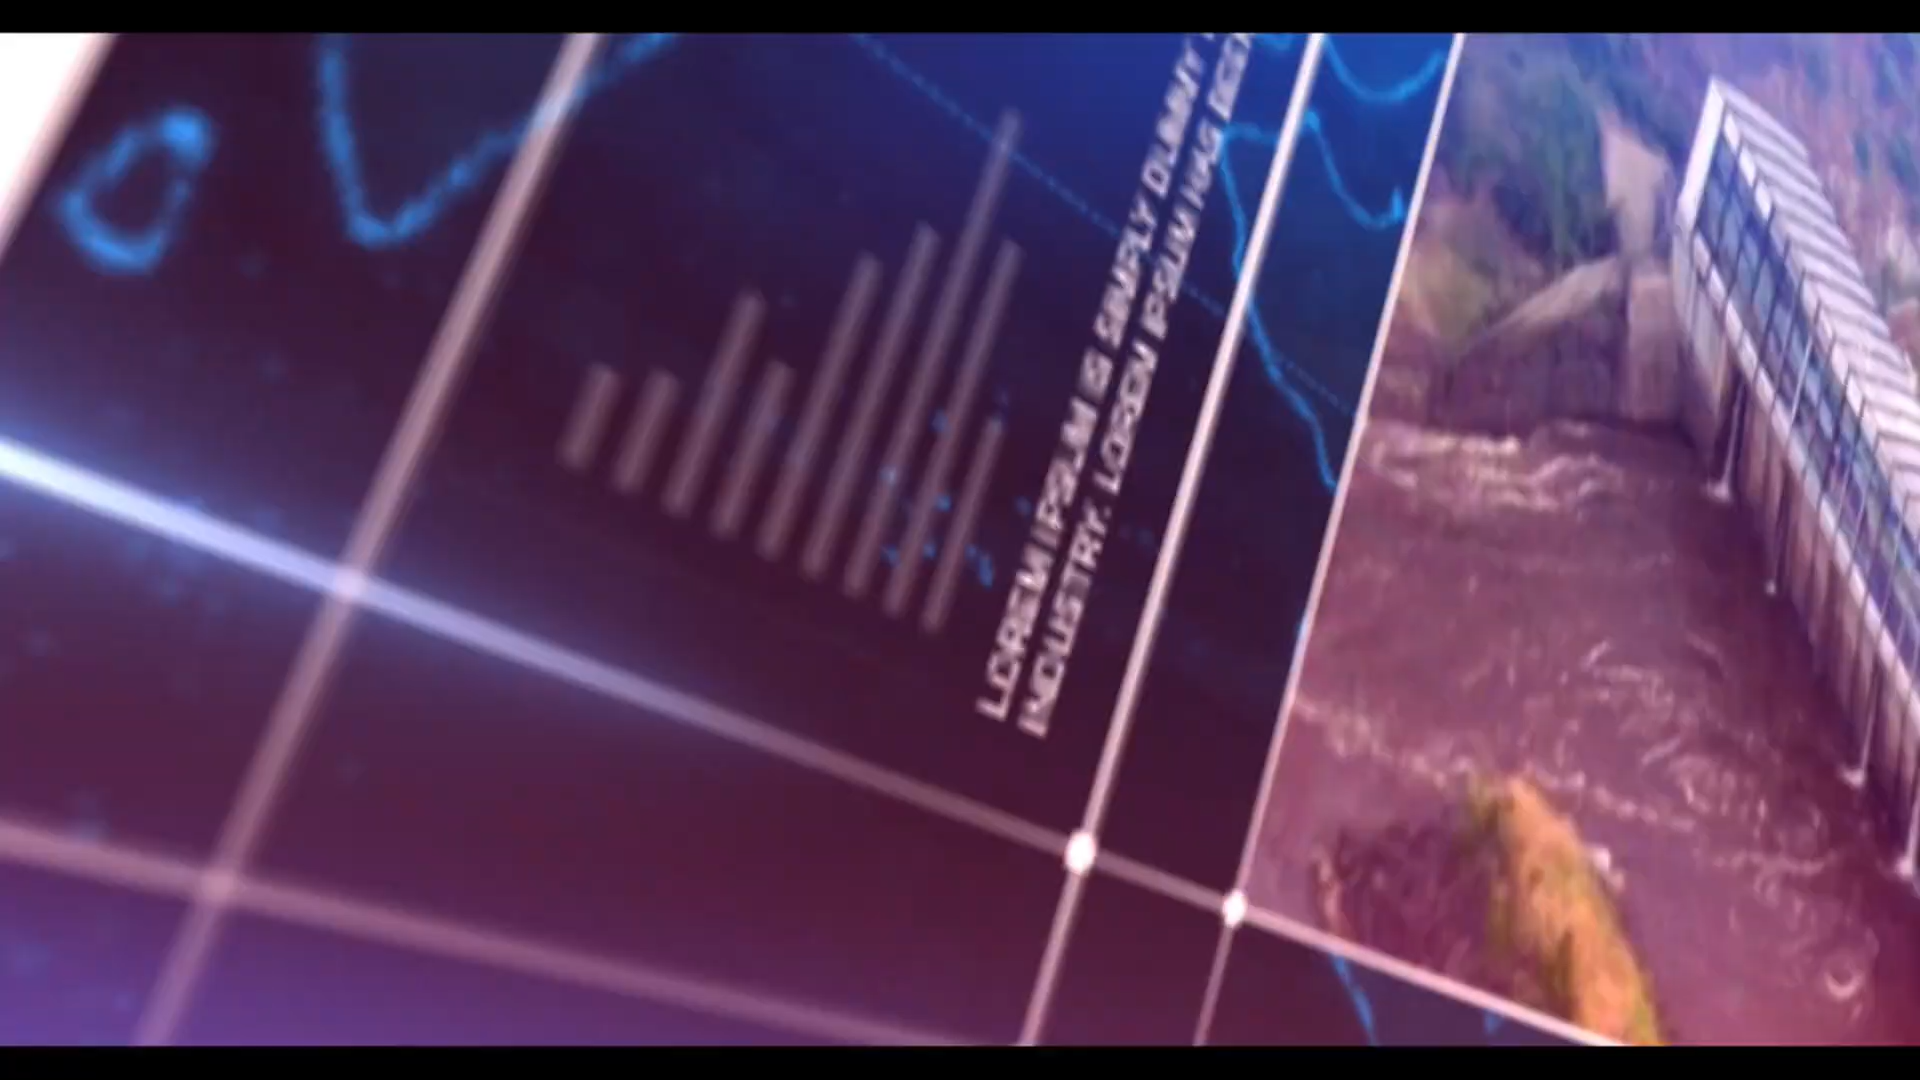 LOREM IPSUM IS SIMPLY DUMMY
INDUSTRY. LOREM IPSUM HAS BEEN